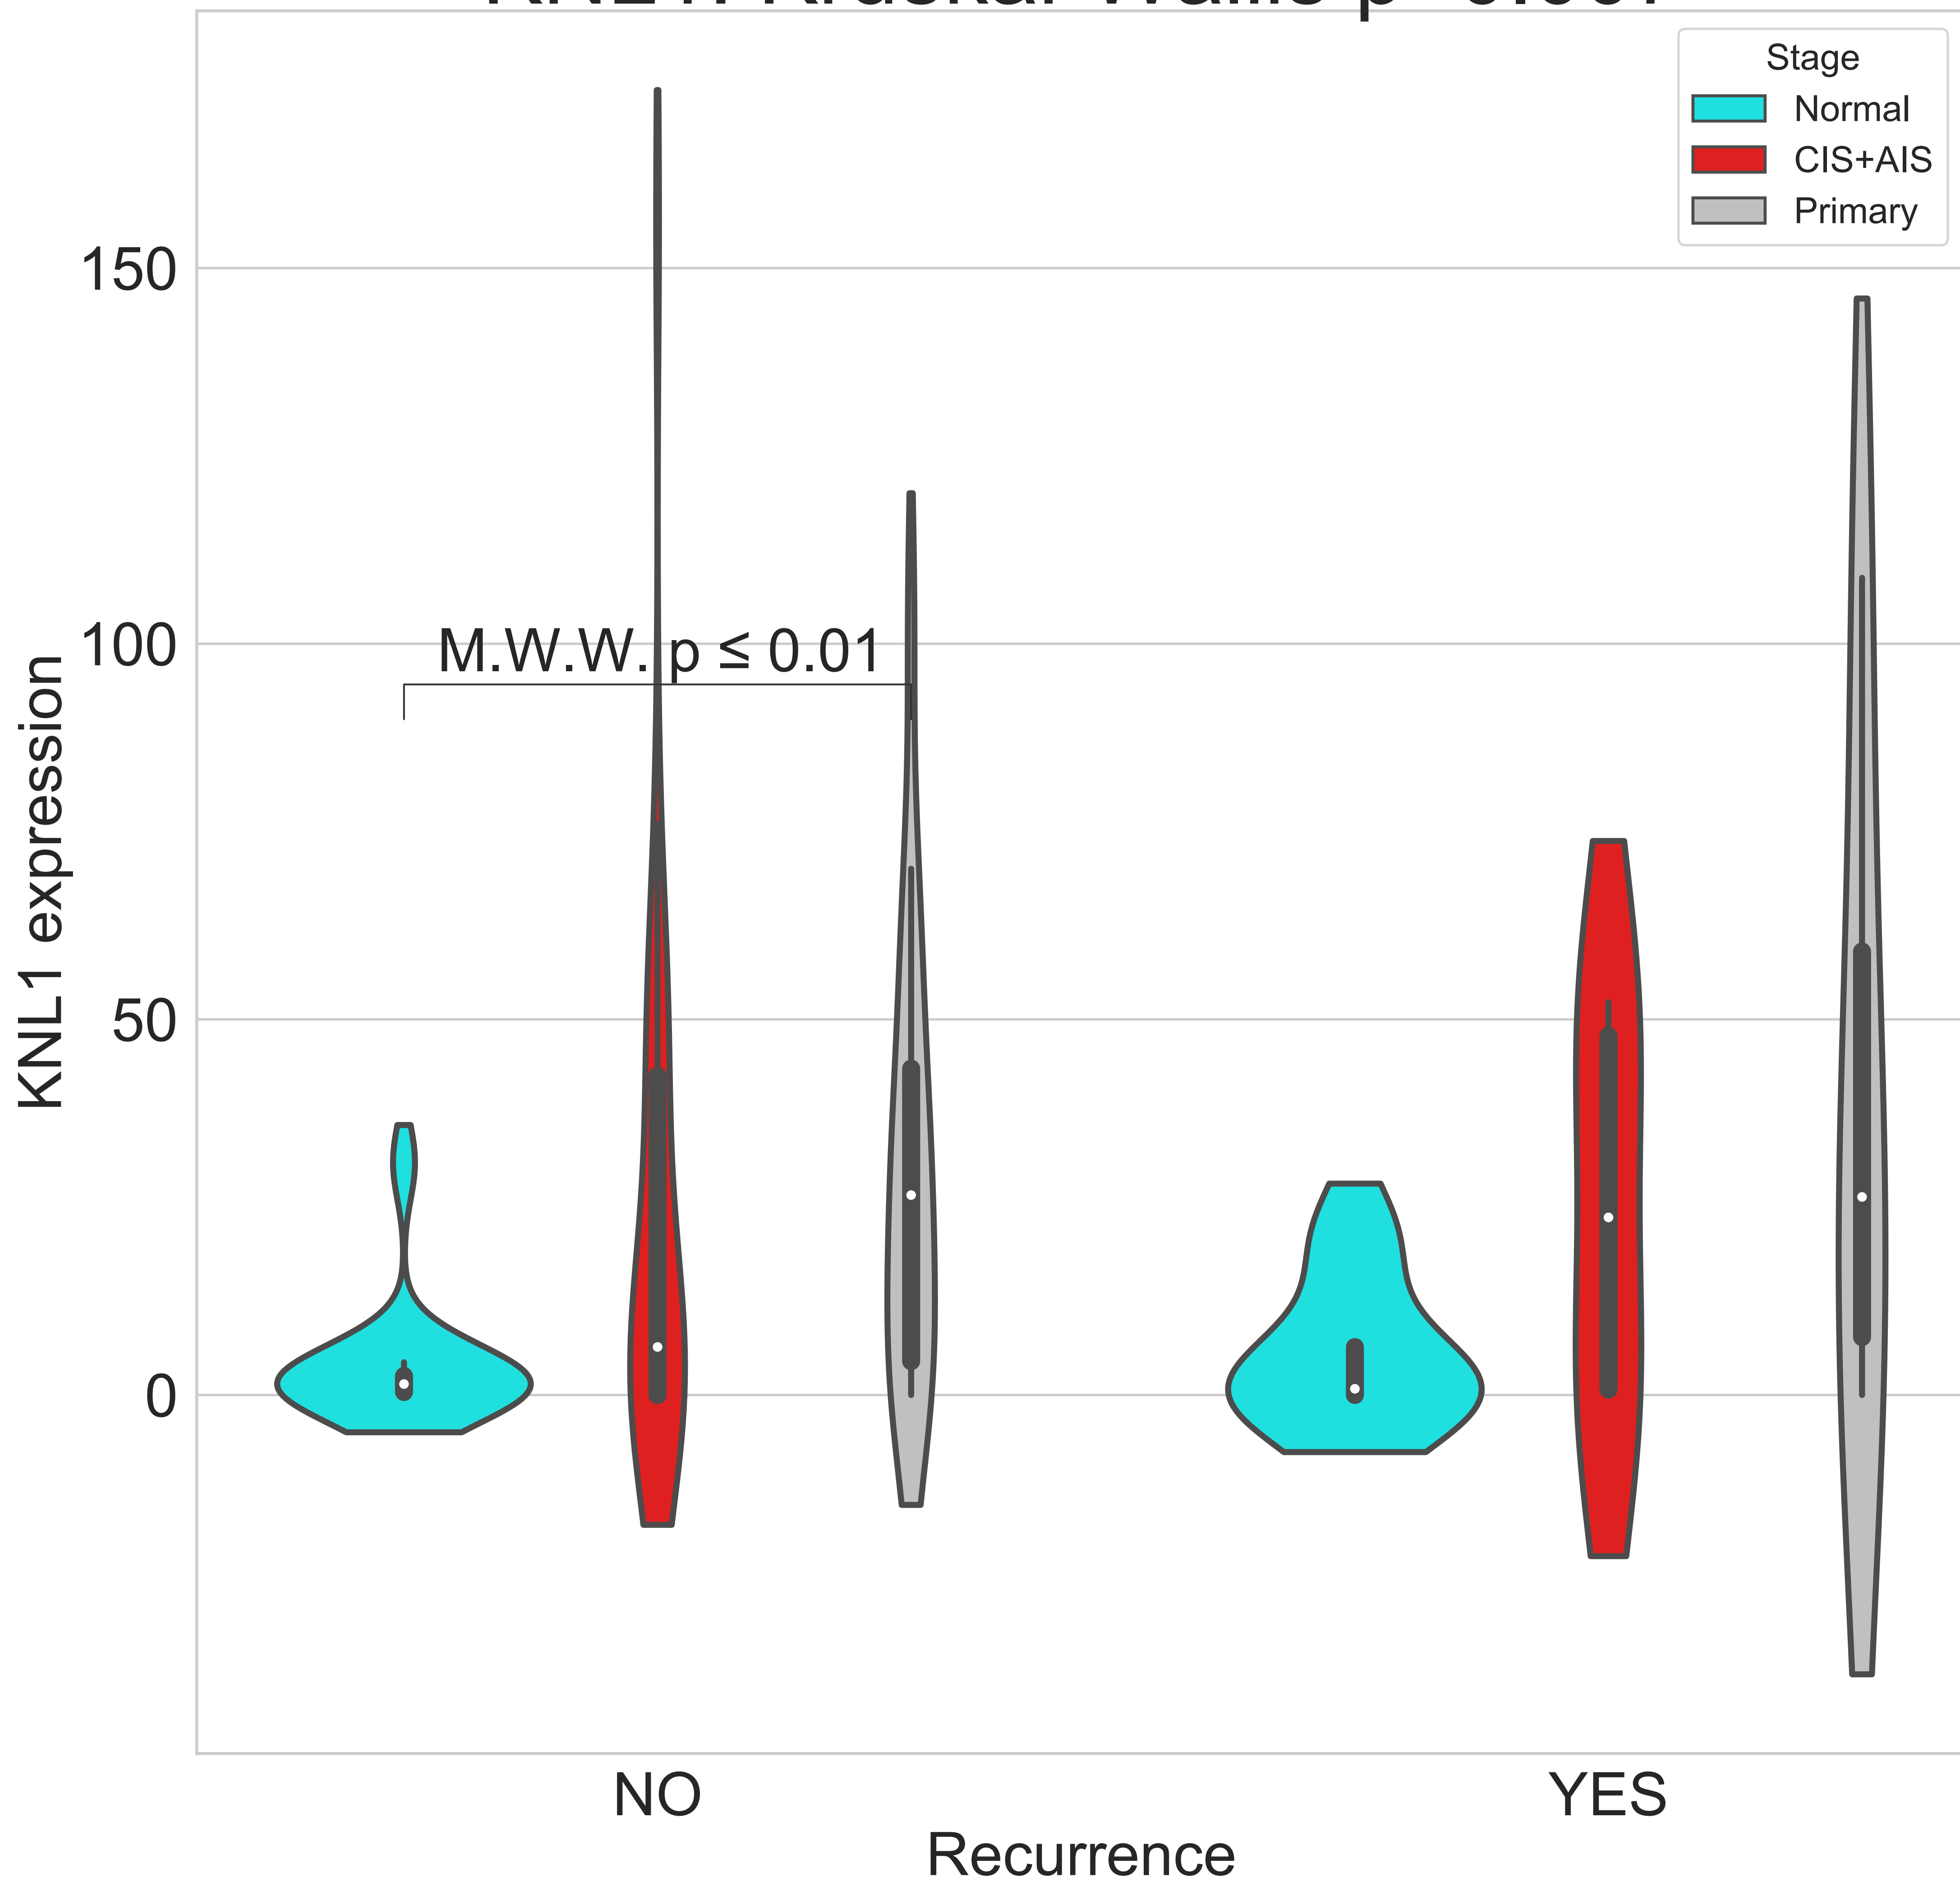 Stage
Normal
CIS+AIS
Primary
150
100
50
0
KNL1 expression
M.W.W. p ≤ 0.01
NO
YES
Recurrence